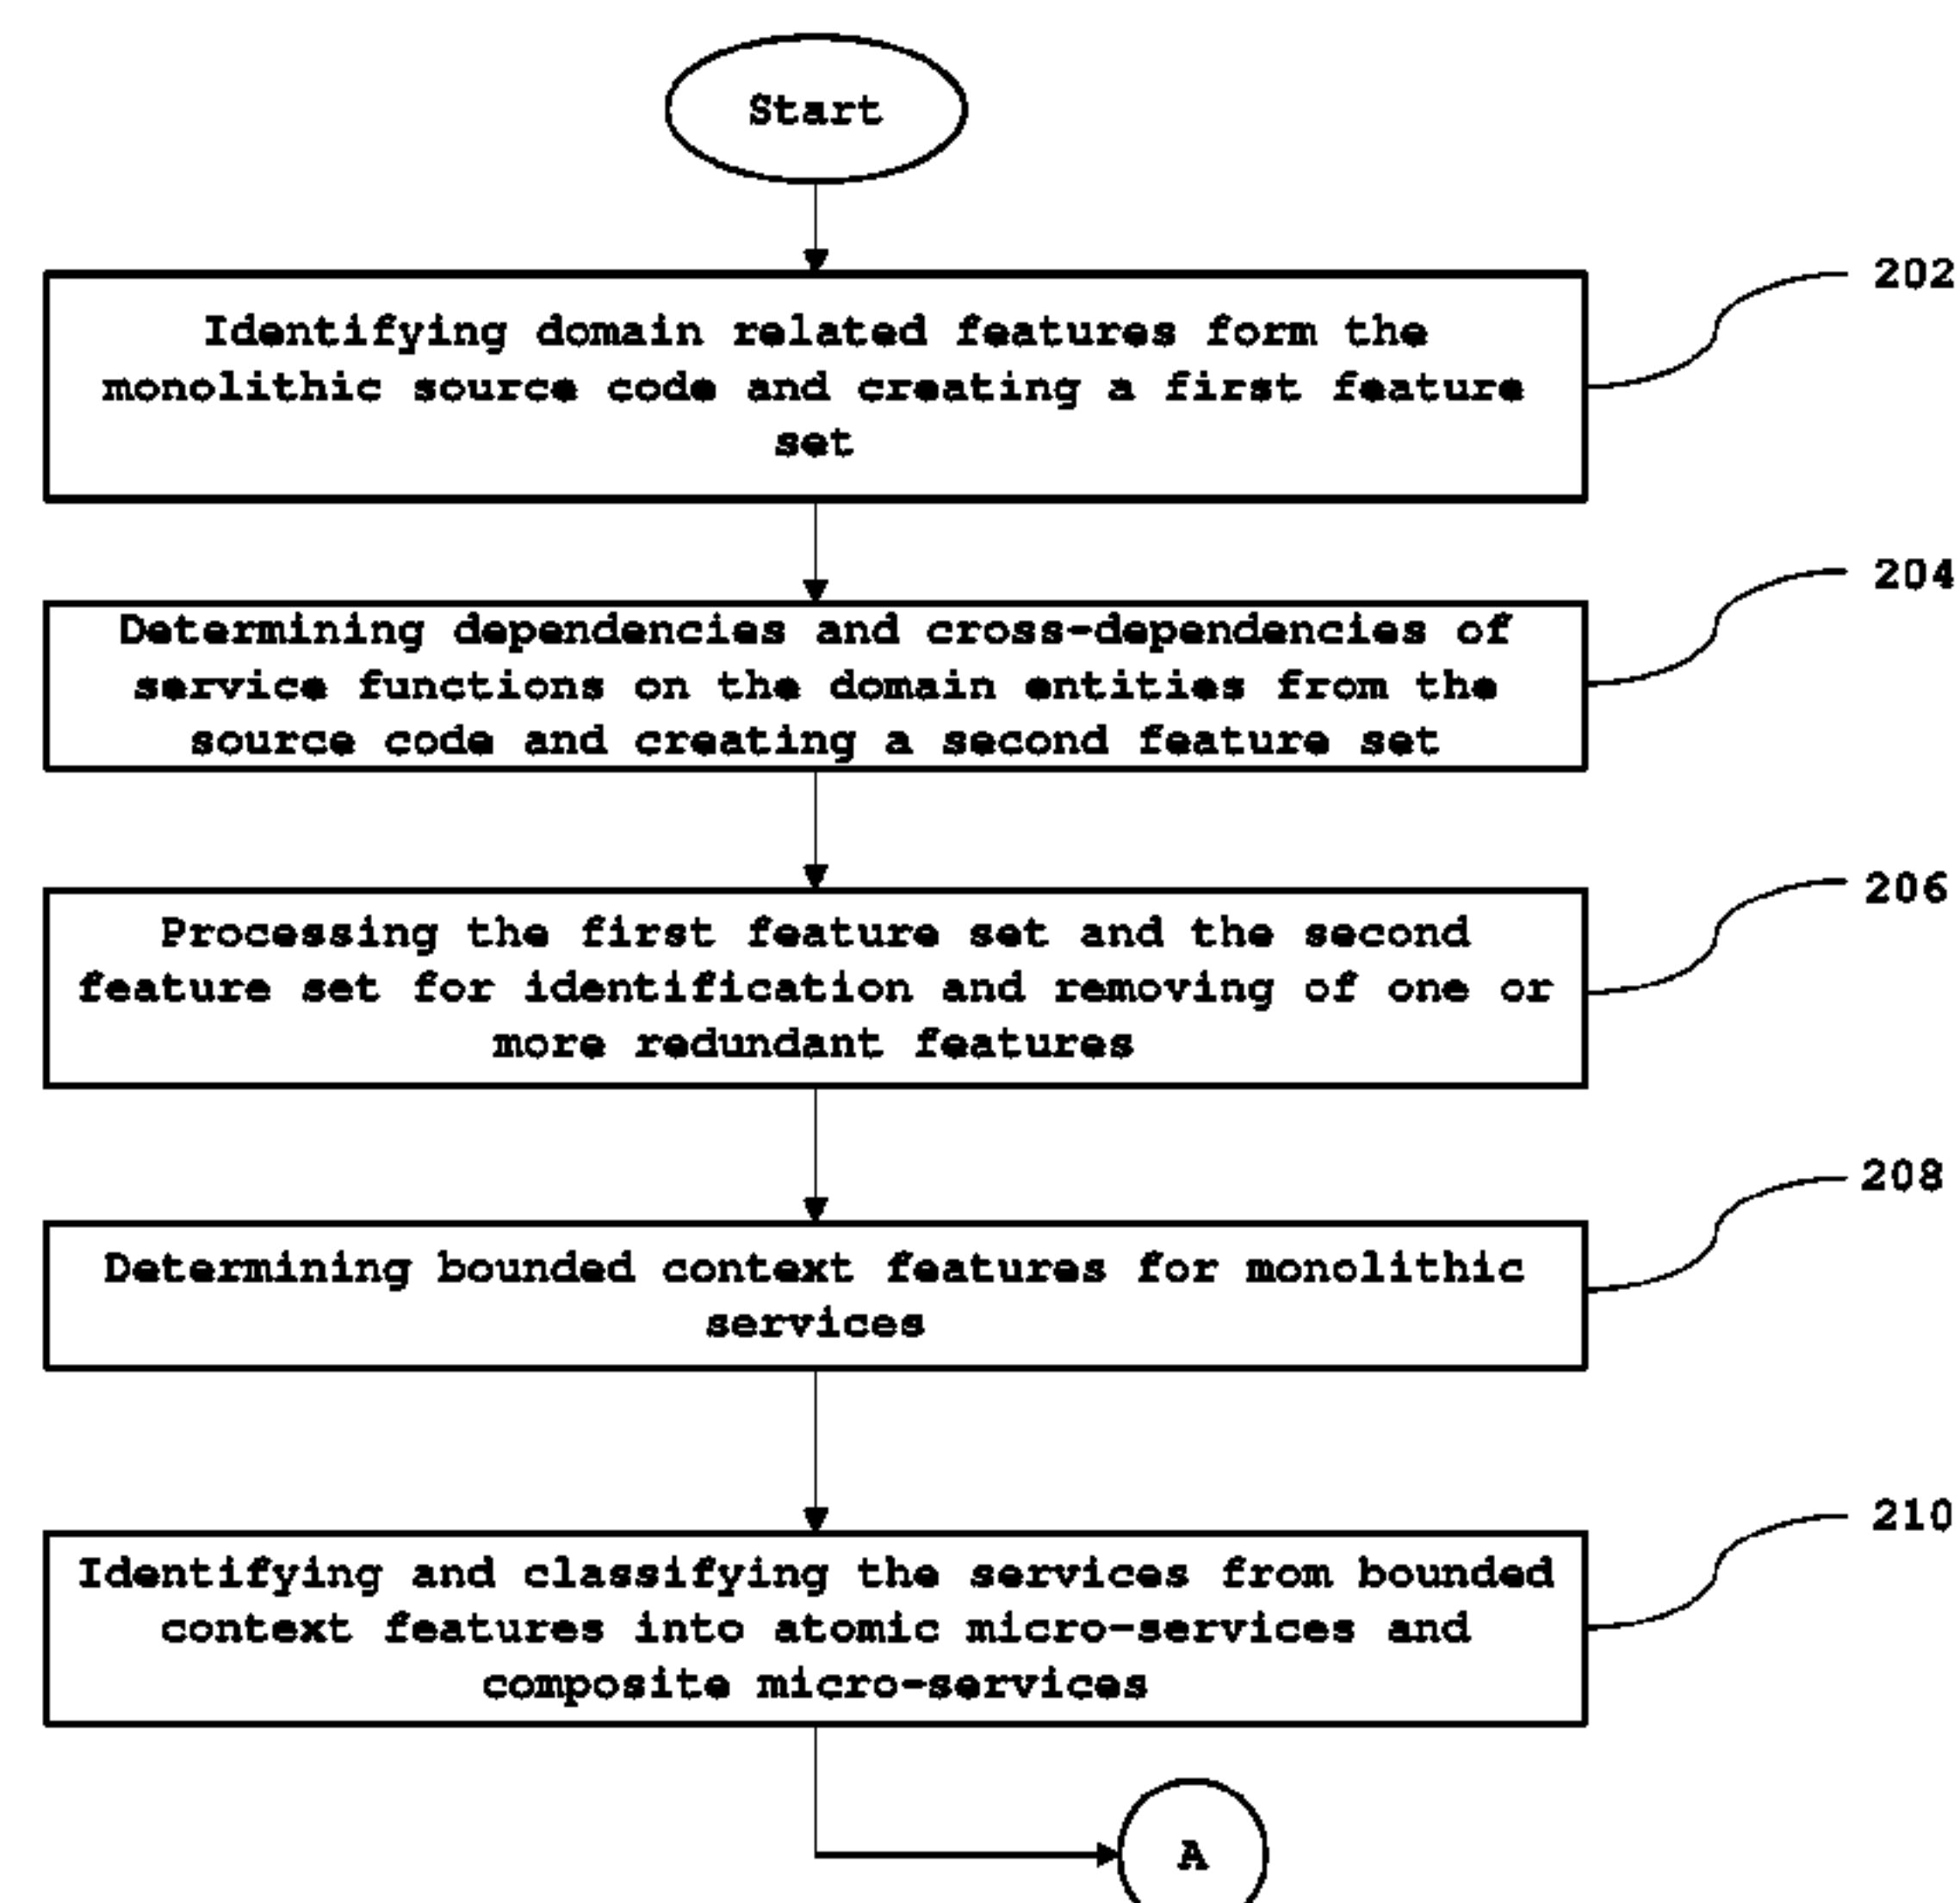 Start
202
Identifying domain related features form the
monolithic source code and creating a first feature
set
204
Determining dependencies and cross-dependencies of
service functions on the domain entities from the
source code and creating a second feature set
206
Processing the first feature set and the second
feature set for identification and removing of one or
more redundant features
208
Determining bounded context features for monolithic
services
210
Identifying and classifying the services from bounded
context features into atomic micro-services and
composite micro-services
A